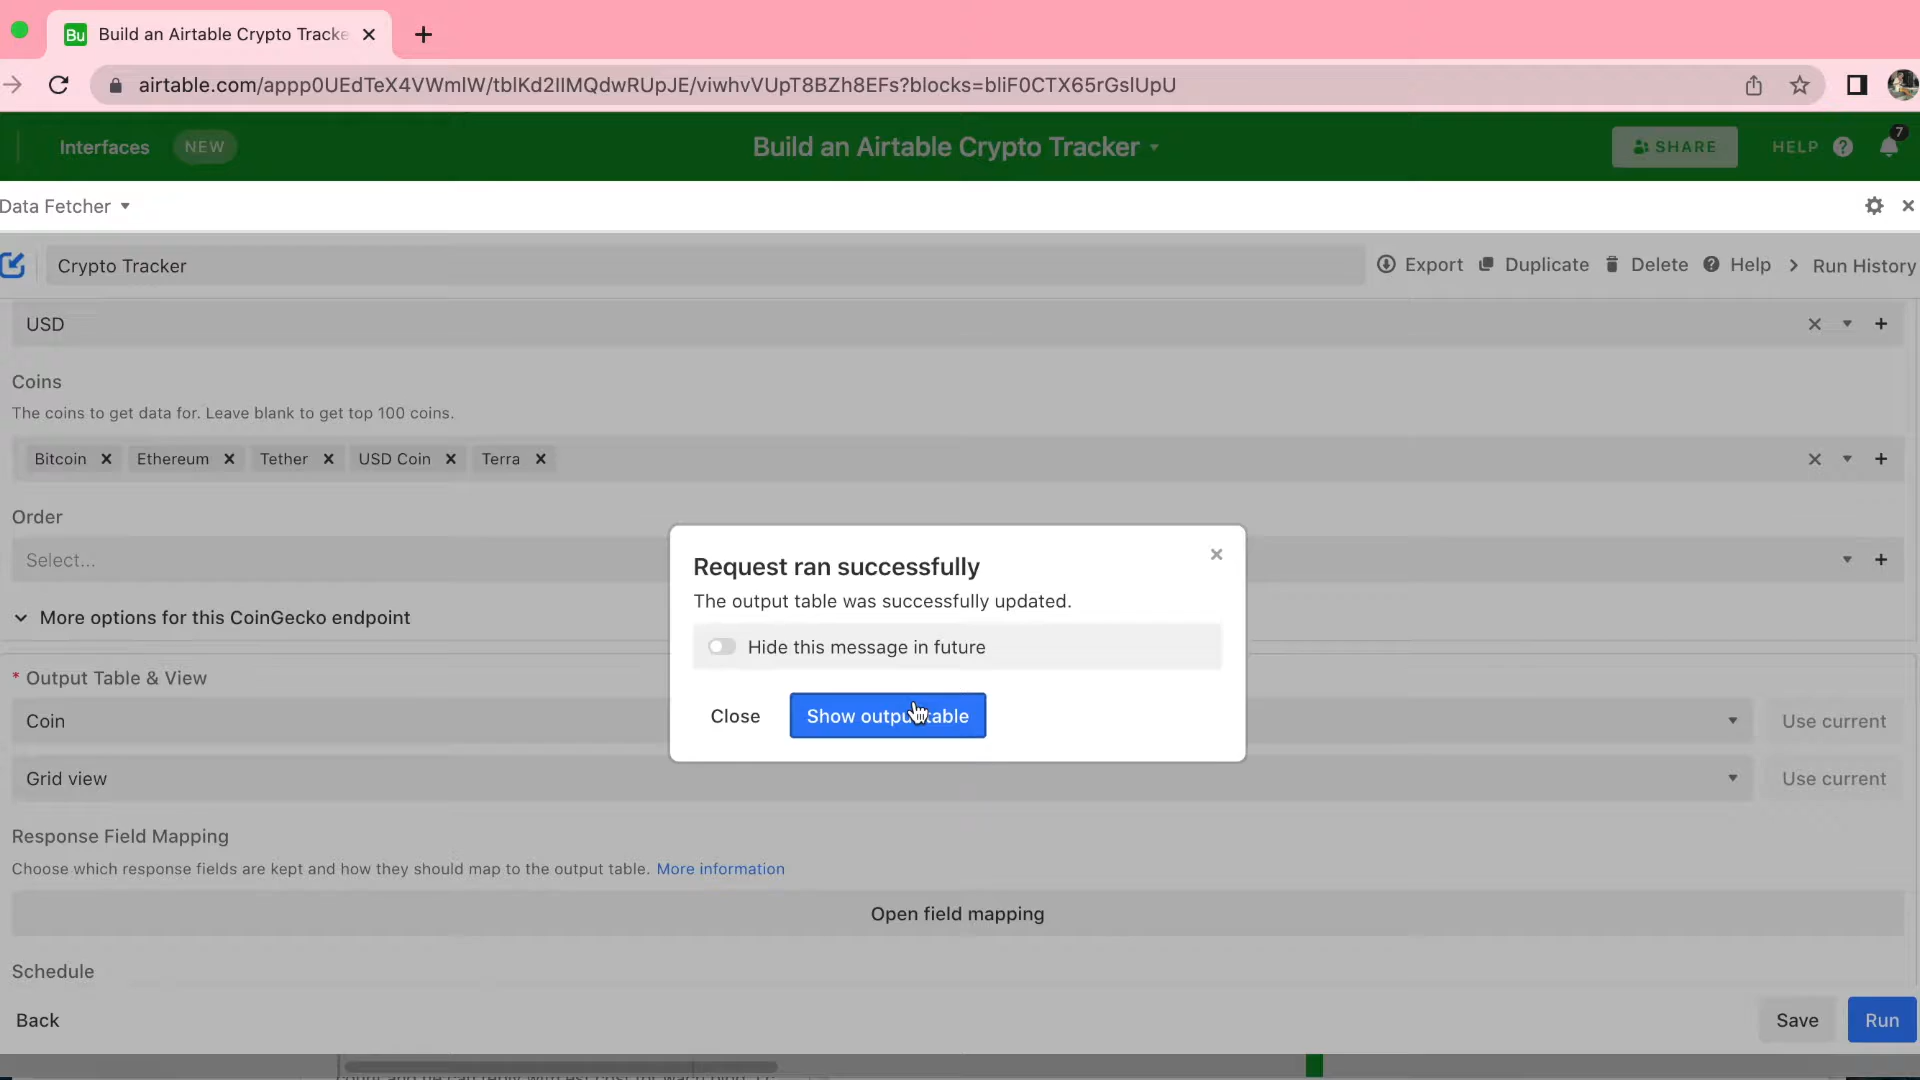 Bu Build an Airtable Crypto Tracke
airtable.com/appp0UEdTeX4VWmlW/tblKd2lIMQdwRUpJE/viwhvVUpT8BZh8EFs?blocks=bliF0CTX65rGslUpU
Interfaces NEW Build an Airtable Crypto Tracker SHARE HELP 7
Data Fetcher
Crypto Tracker Export Duplicate Delete Help Run History
USD
Coins
The coins to get data for. Leave blank to get top 100 coins.
Bitcoin Ethereum Tether USD Coin Terra
Order
Select...
More options for this CoinGecko endpoint
Request ran successfully
The output table was successfully updated.
Hide this message in future
Close Show output table
* Output Table & View
Coin Use current
Grid view Use current
Response Field Mapping
Choose which response fields are kept and how they should map to the output table. More information
Open field mapping
Schedule
Back Save Run